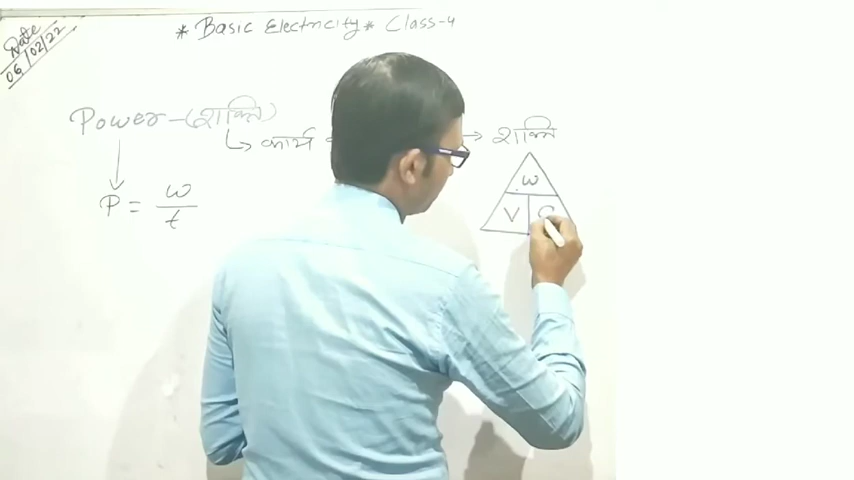 Date
06/02/22
* Basic Electricity * Class-4
Power - (शक्ति)
↳ कार्य → शक्ति
P = w/t
w
V